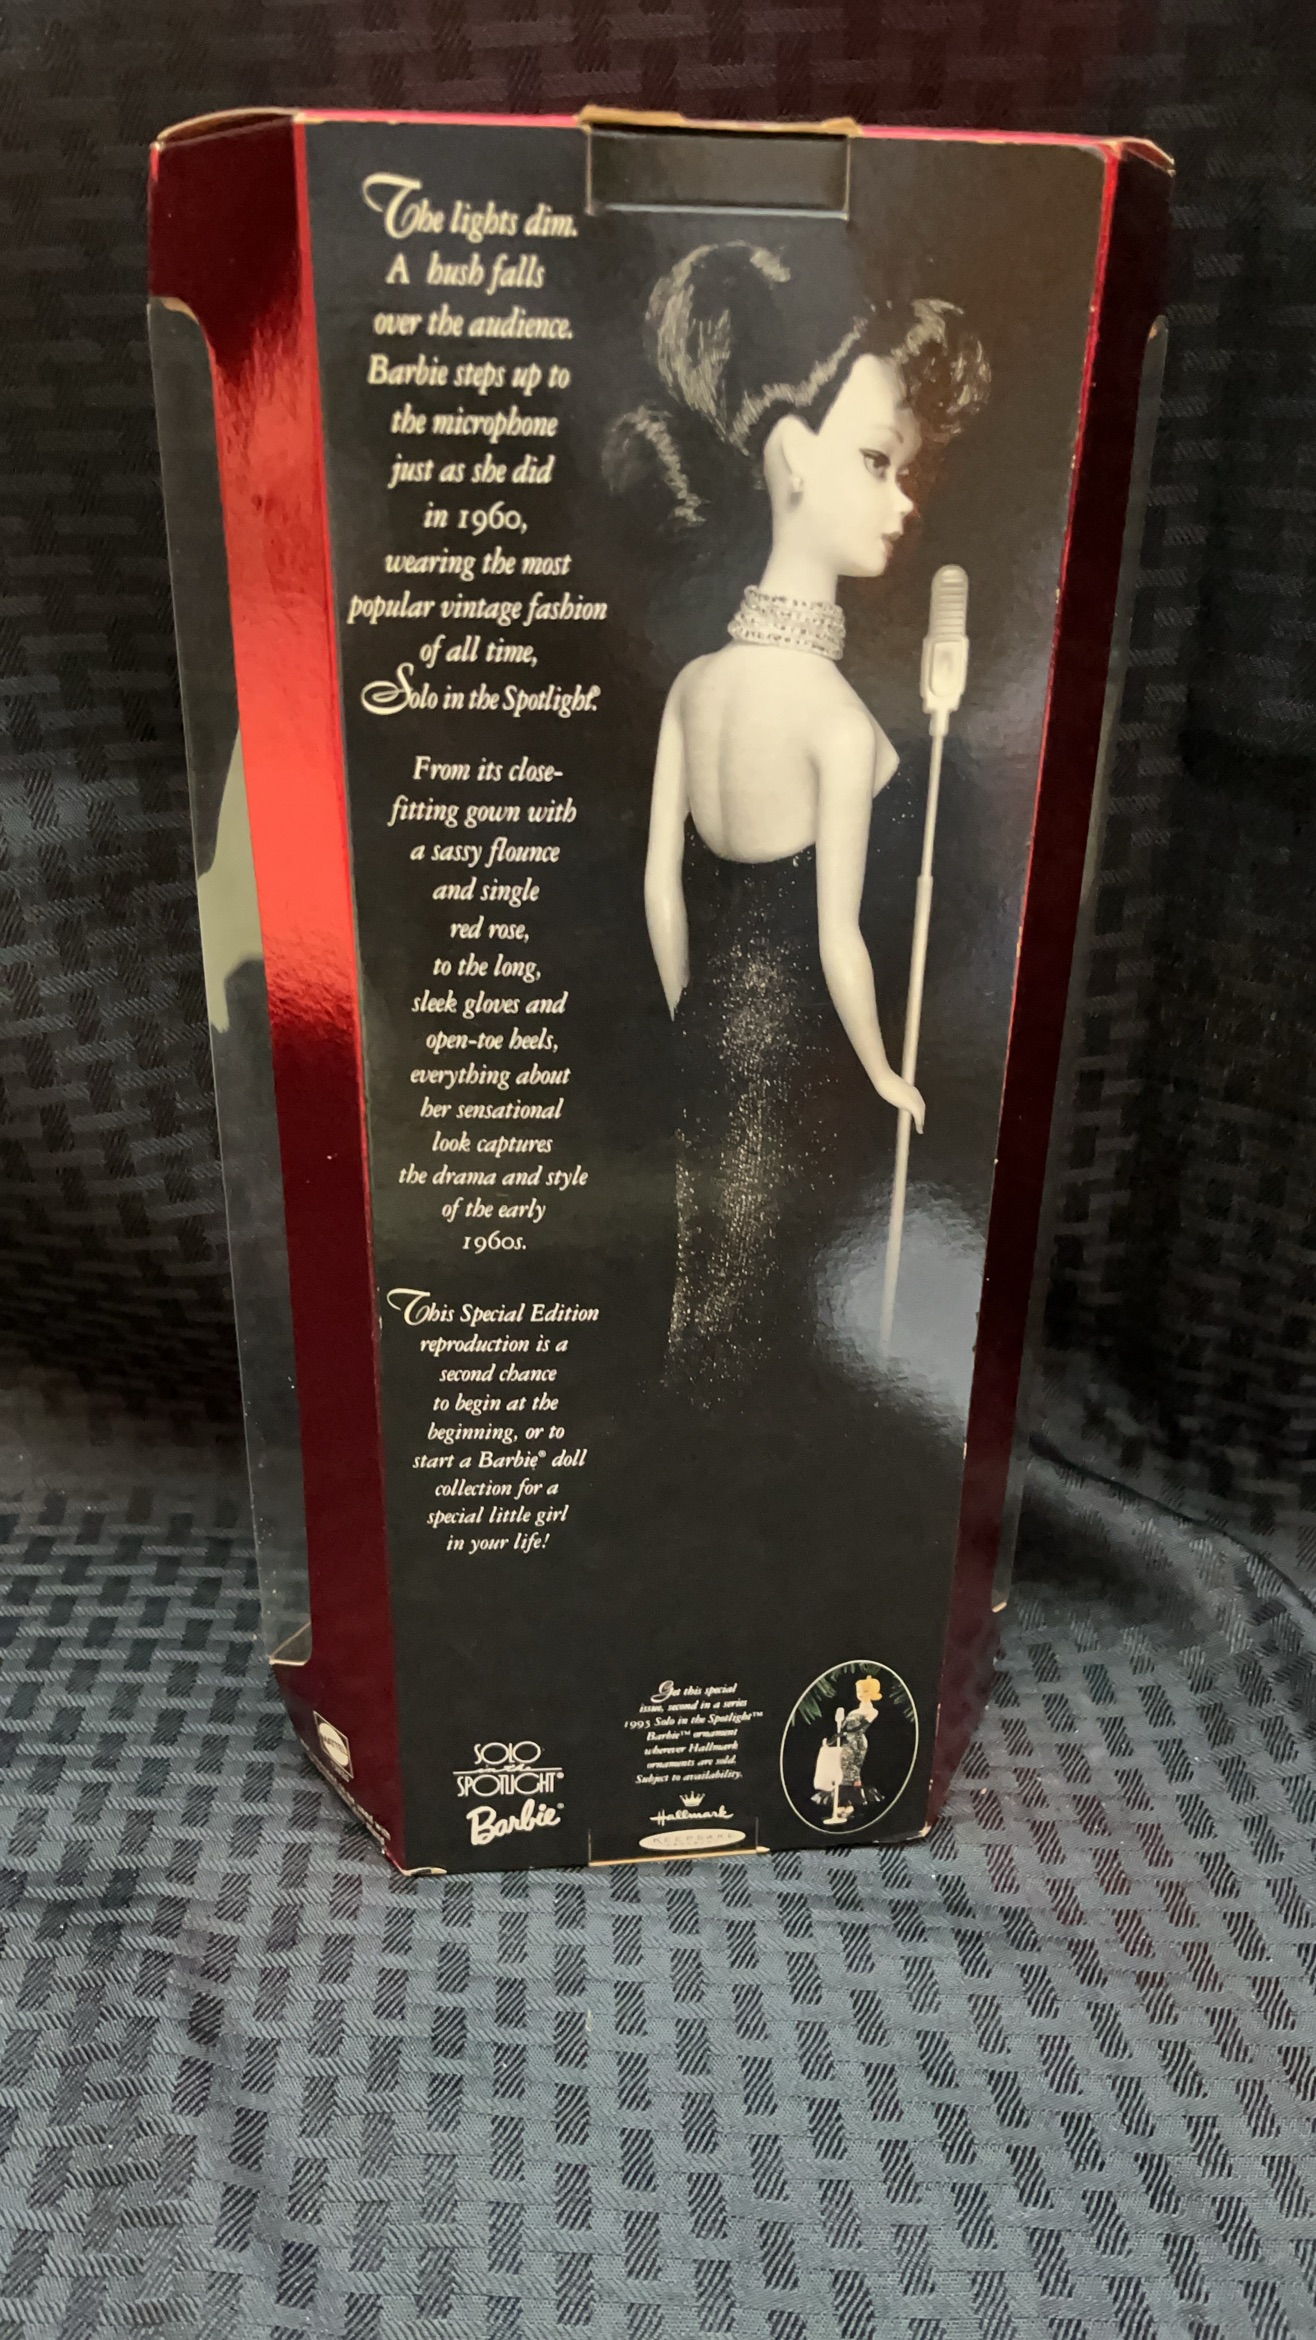 The lights dim.
A hush falls
over the audience.
Barbie steps up to
the microphone
just as she did
in 1960,
wearing the most
popular vintage fashion
of all time,
Solo in the Spotlight®.
From its close-
fitting gown with
a sassy flounce
and single
red rose,
to the long,
sleek gloves and
open-toe heels,
everything about
her sensational
look captures
the drama and style
of the early
1960s.
This Special Edition
reproduction is a
second chance
to begin at the
beginning, or to
start a Barbie® doll
collection for a
special little girl
in your life!
SOLO
in the
SPOTLIGHT®
Barbie®
Get this special
issue, second in a series
1995 Solo in the Spotlight™
Barbie™ ornament
wherever Hallmark
ornaments are sold.
Subject to availability.
Hallmark
KEEPSAKE